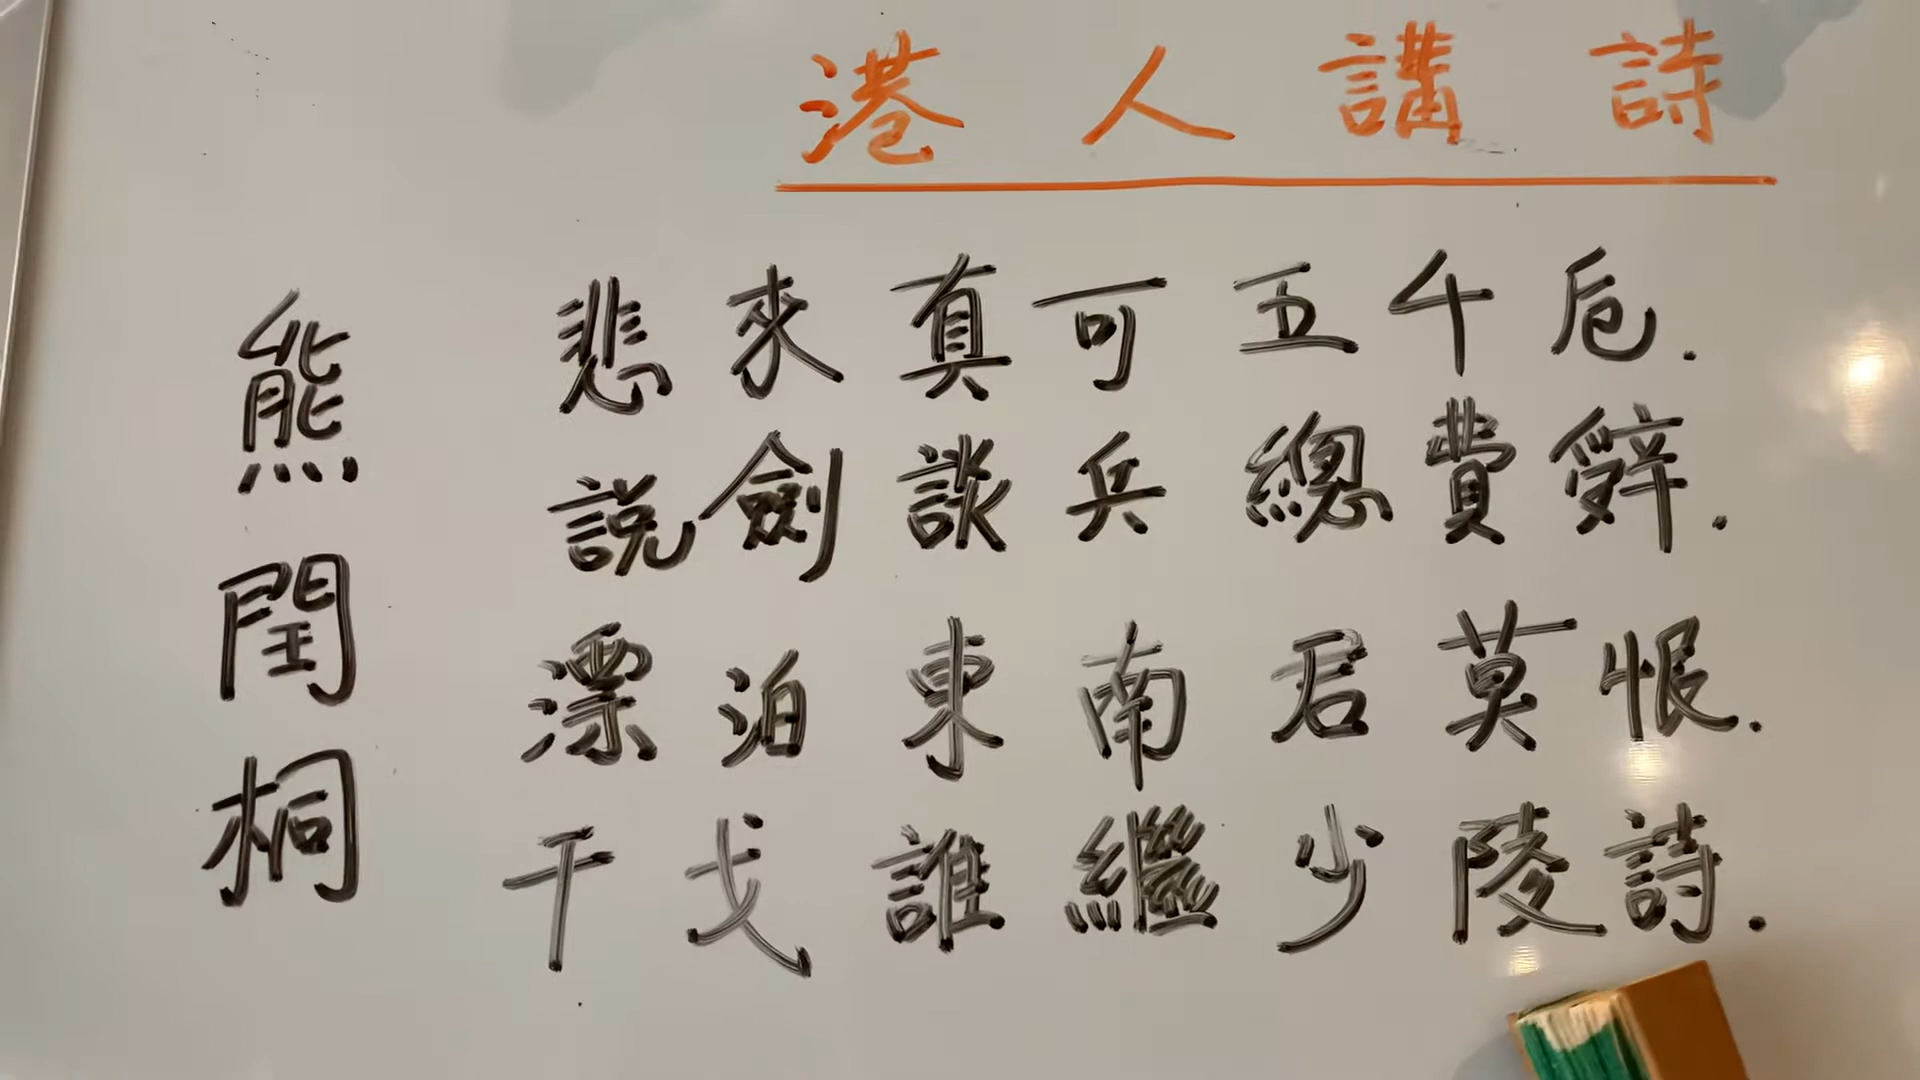 港人講詩
熊閏桐
悲來真可五千卮.
說劍談兵總費辭.
漂泊東南君莫恨.
干戈誰繼少陵詩.